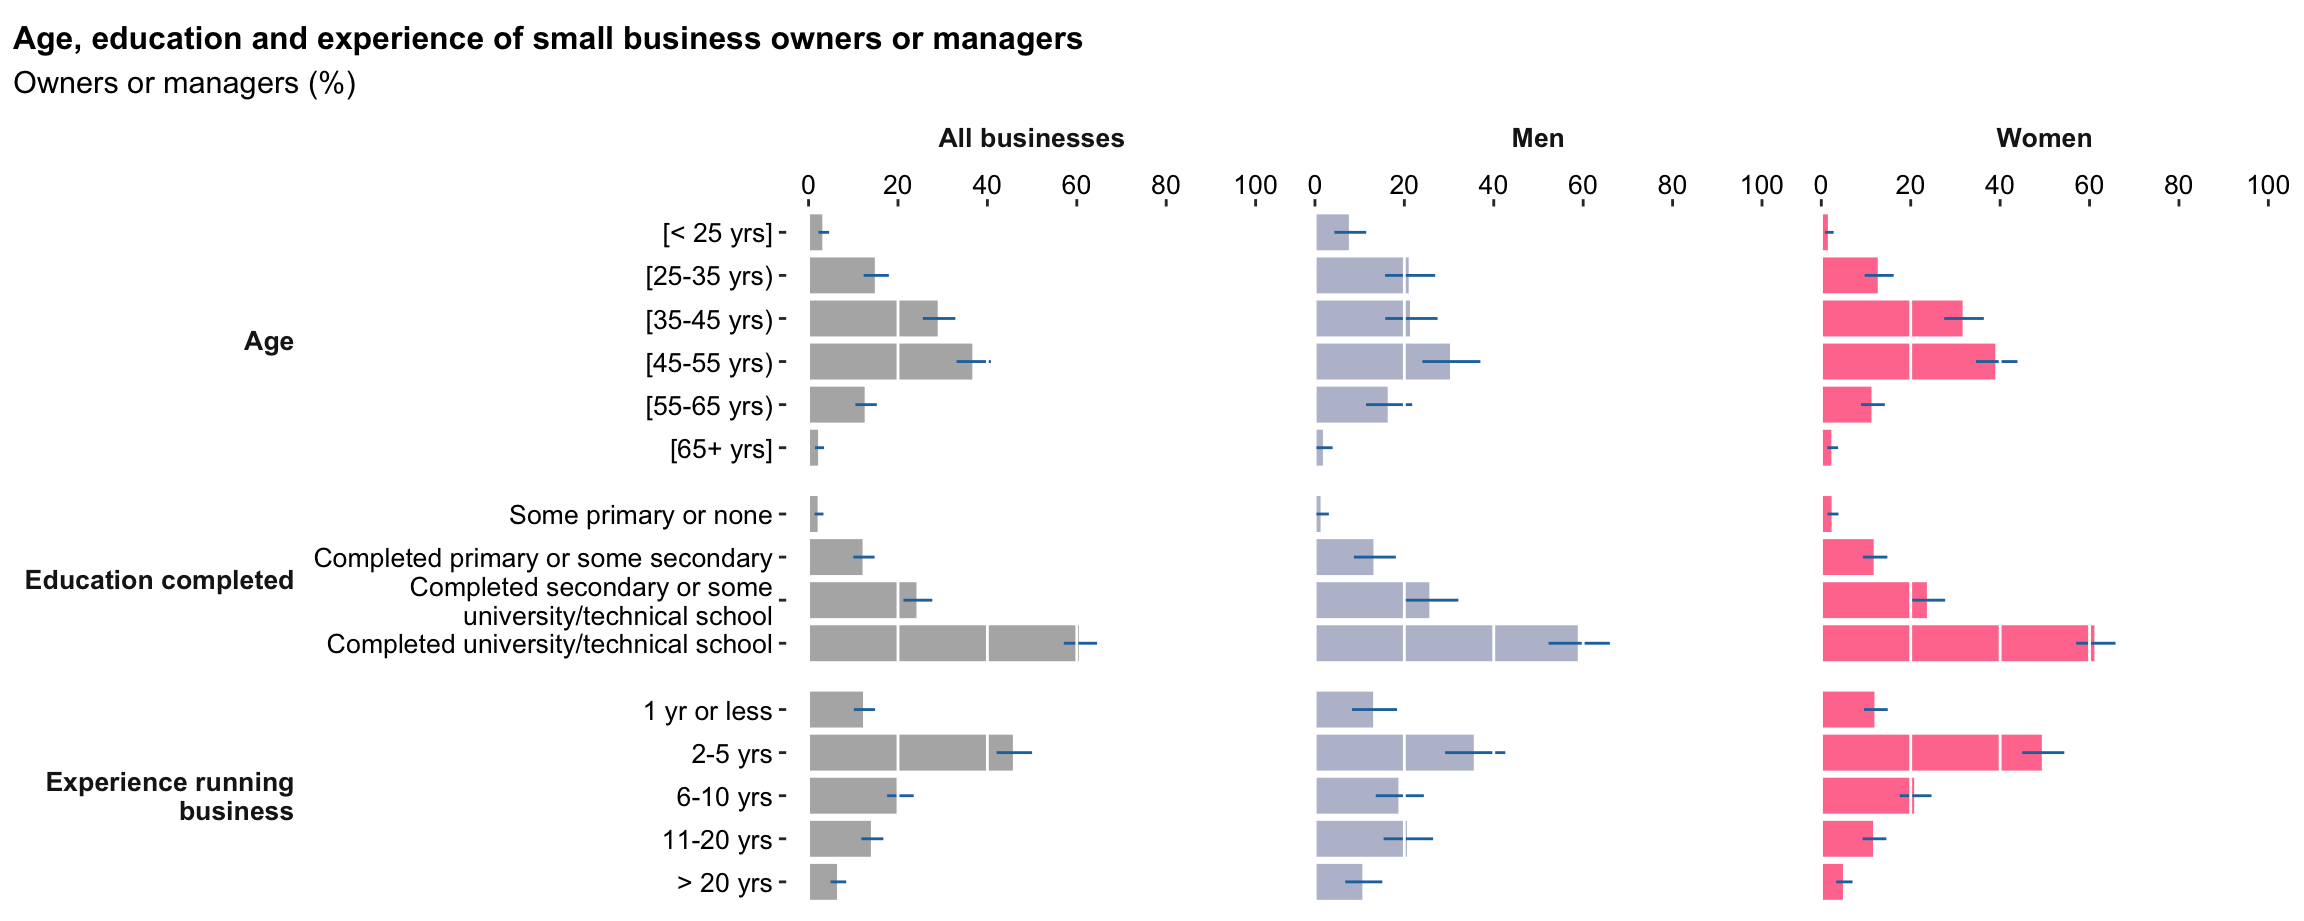 Age, education and experience of small business owners or managers
Owners or managers (%)
All businesses
Men
Women
0 20 40 60 80 100 0 20 40 60 80 100 0 20 40 60 80 100
Age
[< 25 yrs]
[25-35 yrs)
[35-45 yrs)
[45-55 yrs)
[55-65 yrs)
[65+ yrs]
Education completed
Some primary or none
Completed primary or some secondary
Completed secondary or some
university/technical school
Completed university/technical school
Experience running
business
1 yr or less
2-5 yrs
6-10 yrs
11-20 yrs
> 20 yrs